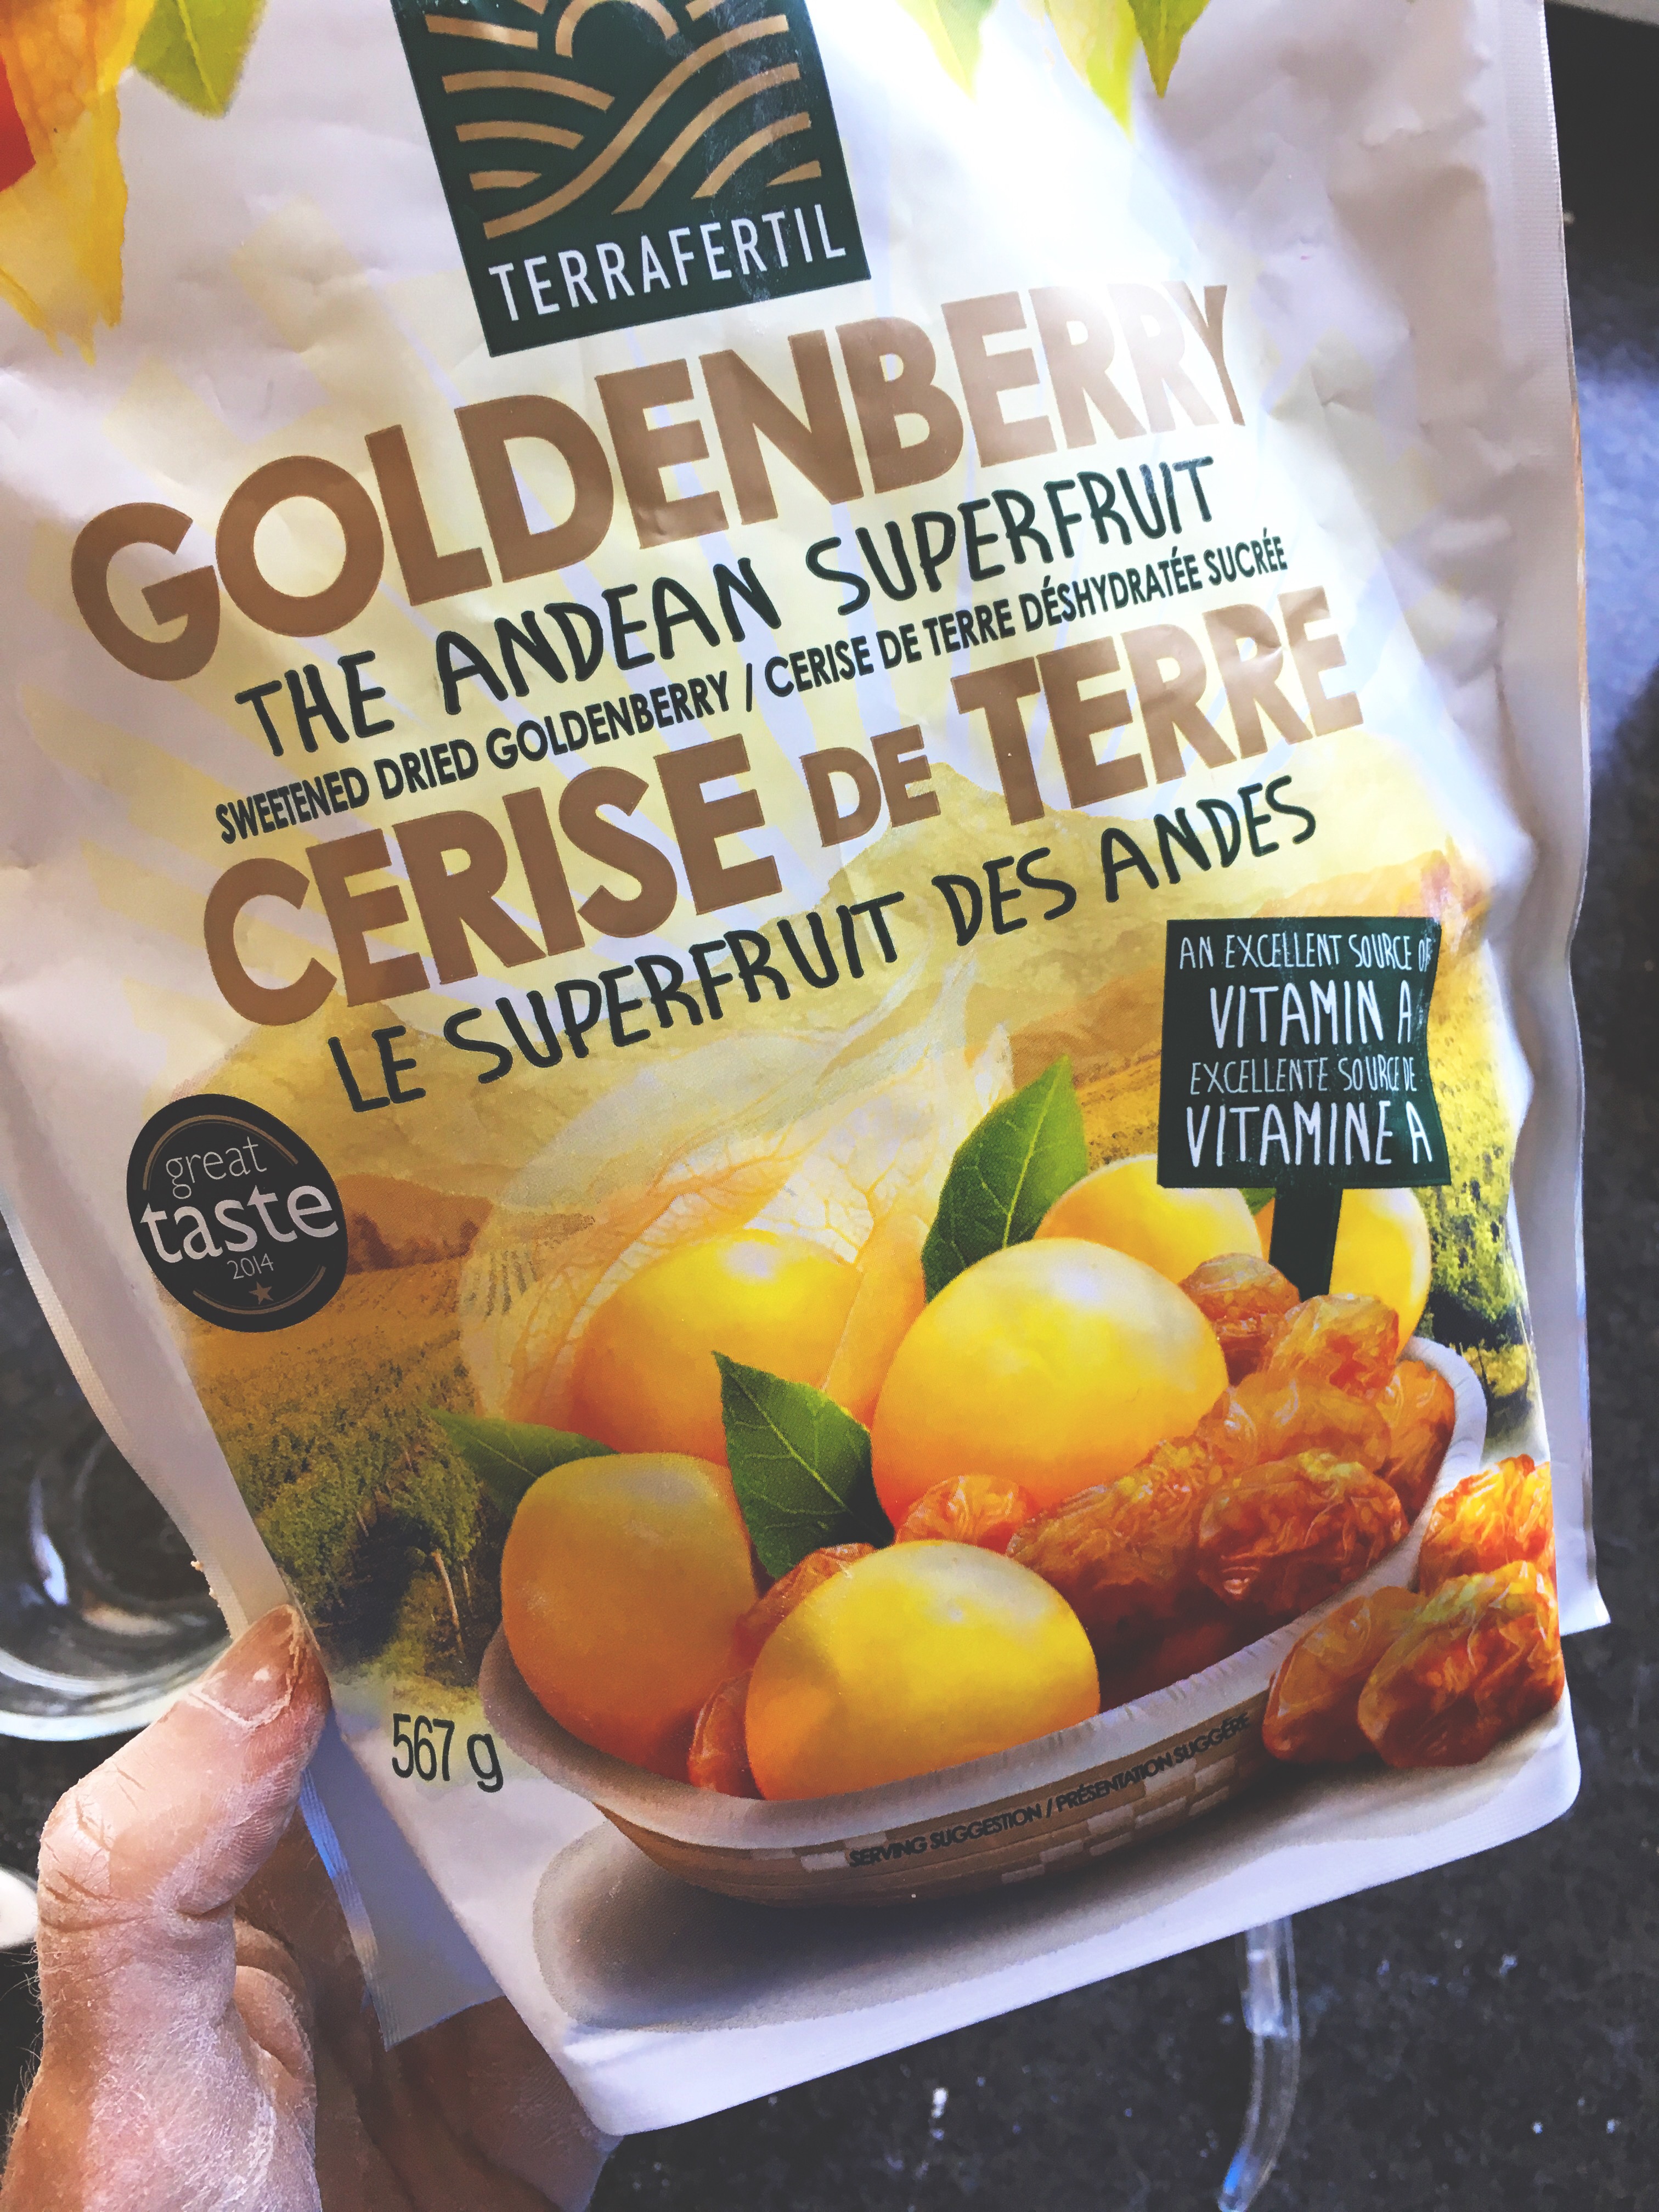 TERRAFERTIL
GOLDENBERRY
THE ANDEAN SUPERFRUIT
SWEETENED DRIED GOLDENBERRY / CERISE DE TERRE DÉSHYDRATÉE SUCRÉE
CERISE DE TERRE
LE SUPERFRUIT DES ANDES
AN EXCELLENT SOURCE OF
VITAMIN A
EXCELLENTE SOURCE DE
VITAMINE A
great
taste
2014
567 g
SERVING SUGGESTION / PRÉSENTATION SUGGÉRÉE